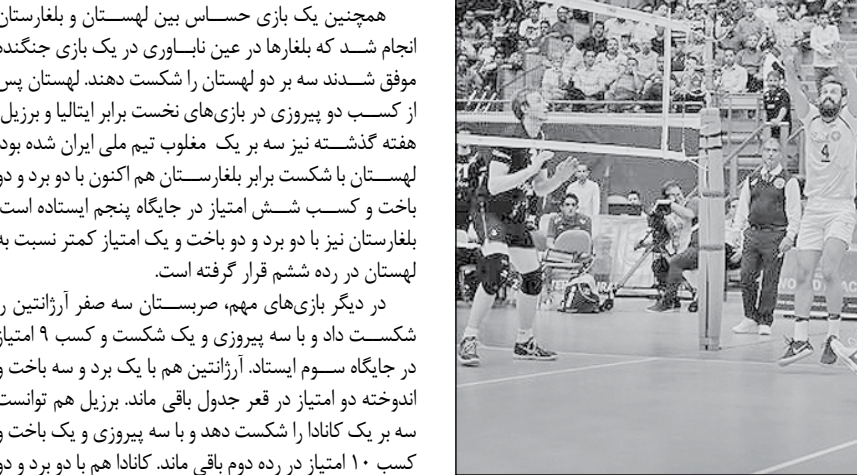 همچنین یک بازی حساس بین لهستان و بلغارستان
انجام شد که بلغارها در عین ناباوری در یک بازی جنگنده
موفق شدند سه بر دو لهستان را شکست دهند. لهستان پس
از کسب دو پیروزی در بازی‌های نخست برابر ایتالیا و برزیل
هفته گذشته نیز سه بر یک مغلوب تیم ملی ایران شده بود
لهستان با شکست برابر بلغارستان هم اکنون با دو برد و دو
باخت و کسب شش امتیاز در جایگاه پنجم ایستاده است
بلغارستان نیز با دو برد و دو باخت و یک امتیاز کمتر نسبت به
لهستان در رده ششم قرار گرفته است.
در دیگر بازی‌های مهم، صربستان سه صفر آرژانتین ر
شکست داد و با سه پیروزی و یک شکست و کسب ۹ امتیاز
در جایگاه سوم ایستاد. آرژانتین هم با یک برد و سه باخت و
اندوخته دو امتیاز در قعر جدول باقی ماند. برزیل هم توانست
سه بر یک کانادا را شکست دهد و با سه پیروزی و یک باخت و
کسب ۱۰ امتیاز در رده دوم باقی ماند. کانادا هم با دو برد و دو
4